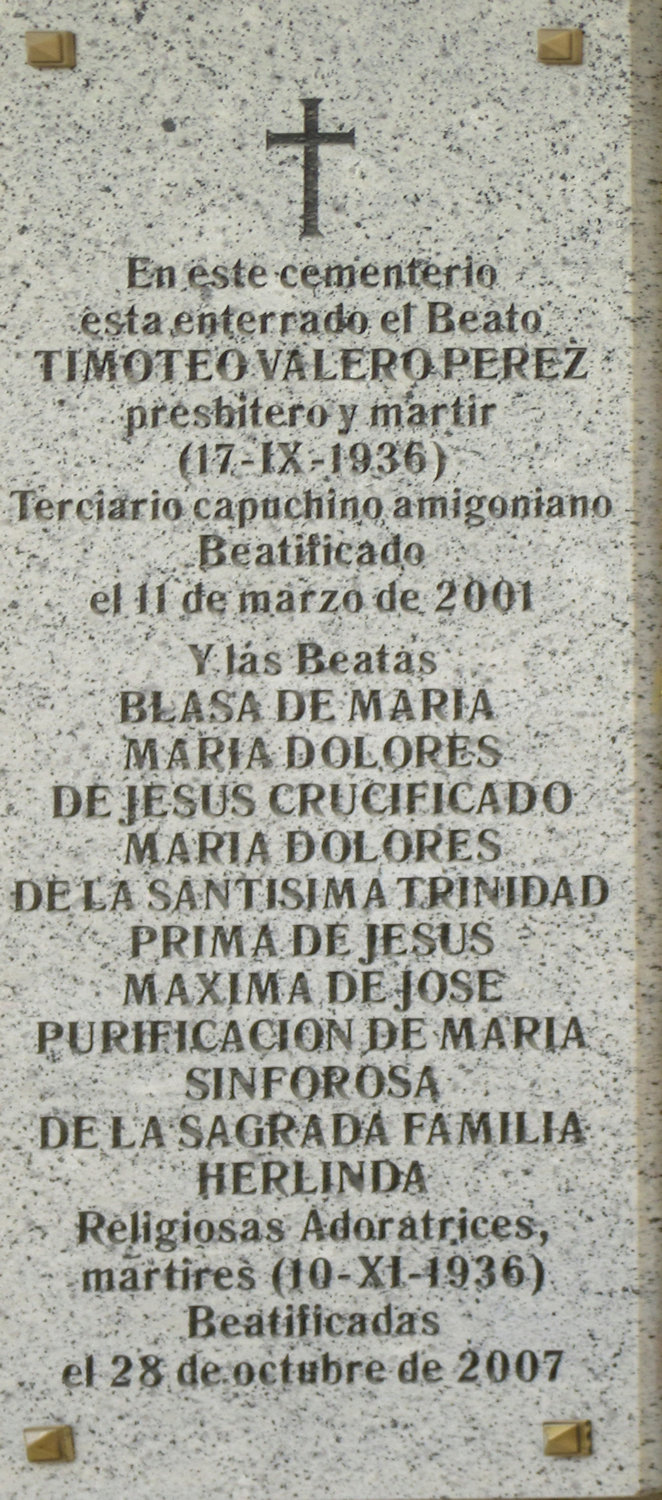 En este cementerio
esta enterrado el Beato
TIMOTEO VALERO PEREZ
presbitero y martir
(17-IX-1936)
Terciario capuchino amigoniano
Beatificado
el 11 de marzo de 2001
Y las Beatas
BLASA DE MARIA
MARIA DOLORES
DE JESUS CRUCIFICADO
MARIA DOLORES
DE LA SANTISIMA TRINIDAD
PRIMA DE JESUS
MAXIMA DE JOSE
PURIFICACION DE MARIA
SINFOROSA
DE LA SAGRADA FAMILIA
HERLINDA
Religiosas Adoratrices,
martires (10-XI-1936)
Beatificadas
el 28 de octubre de 2007